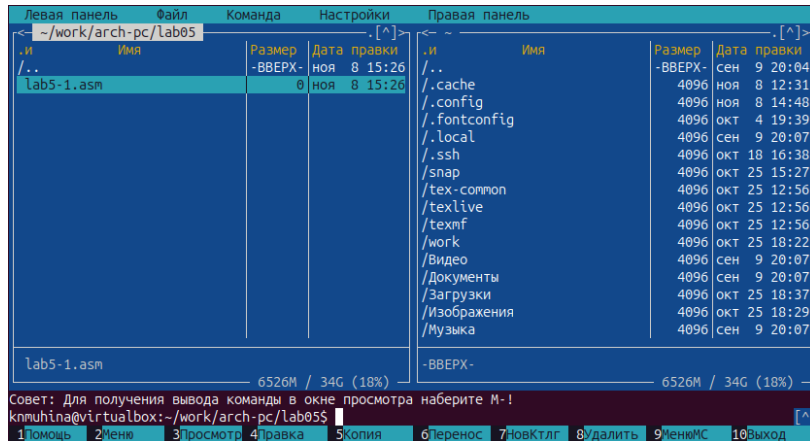 Левая панель Файл Команда Настройки Правая панель
<— ~/work/arch-pc/lab05 .[^]>
.и Имя Размер Дата правки
/.. -ВВЕРХ- ноя 8 15:26
lab5-1.asm 0 ноя 8 15:26
lab5-1.asm
6526M / 34G (18%)
<— ~ .[^]>
.и Имя Размер Дата правки
/.. -ВВЕРХ- сен 9 20:04
/.cache 4096 ноя 8 12:31
/.config 4096 ноя 8 14:48
/.fontconfig 4096 окт 4 19:39
/.local 4096 сен 9 20:07
/.ssh 4096 окт 18 16:38
/snap 4096 окт 25 15:27
/tex-common 4096 окт 25 12:56
/texlive 4096 окт 25 12:56
/texmf 4096 окт 25 12:56
/work 4096 окт 25 18:22
/Видео 4096 сен 9 20:07
/Документы 4096 сен 9 20:07
/Загрузки 4096 окт 25 18:37
/Изображения 4096 окт 25 18:29
/Музыка 4096 сен 9 20:07
-ВВЕРХ-
6526M / 34G (18%)
Совет: Для получения вывода команды в окне просмотра наберите M-!
knmuhina@virtualbox:~/work/arch-pc/lab05$ [^
1Помощь 2Меню 3Просмотр 4Правка 5Копия 6Перенос 7НовКтлг 8Удалить 9МенюMC 10Выход